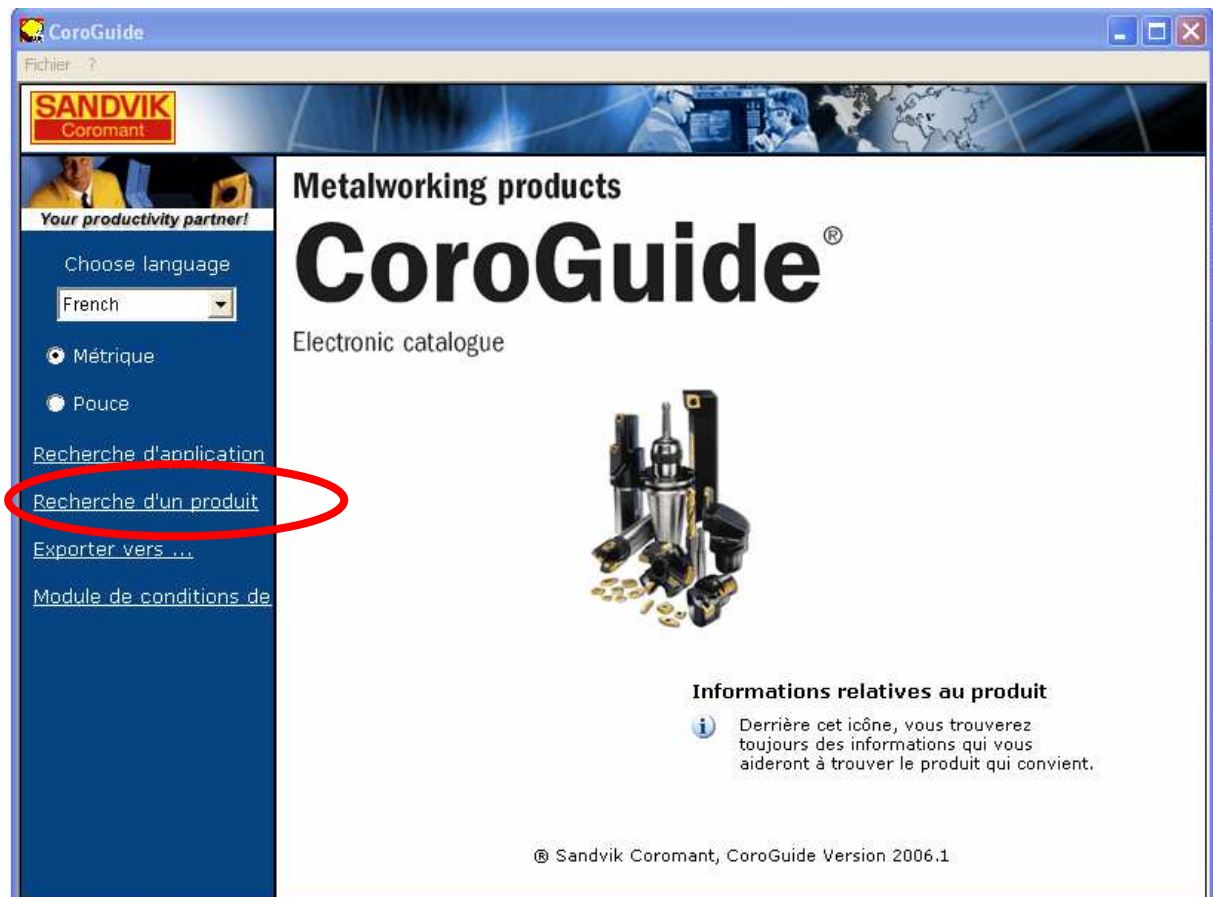 CoroGuide
Fichier ?
SANDVIK
Coromant
Your productivity partner!
Choose language
French
Métrique
Pouce
Recherche d'application
Recherche d'un produit
Exporter vers ...
Module de conditions de
Metalworking products
CoroGuide®
Electronic catalogue
Informations relatives au produit
Derrière cet icône, vous trouverez
toujours des informations qui vous
aideront à trouver le produit qui convient.
® Sandvik Coromant, CoroGuide Version 2006.1